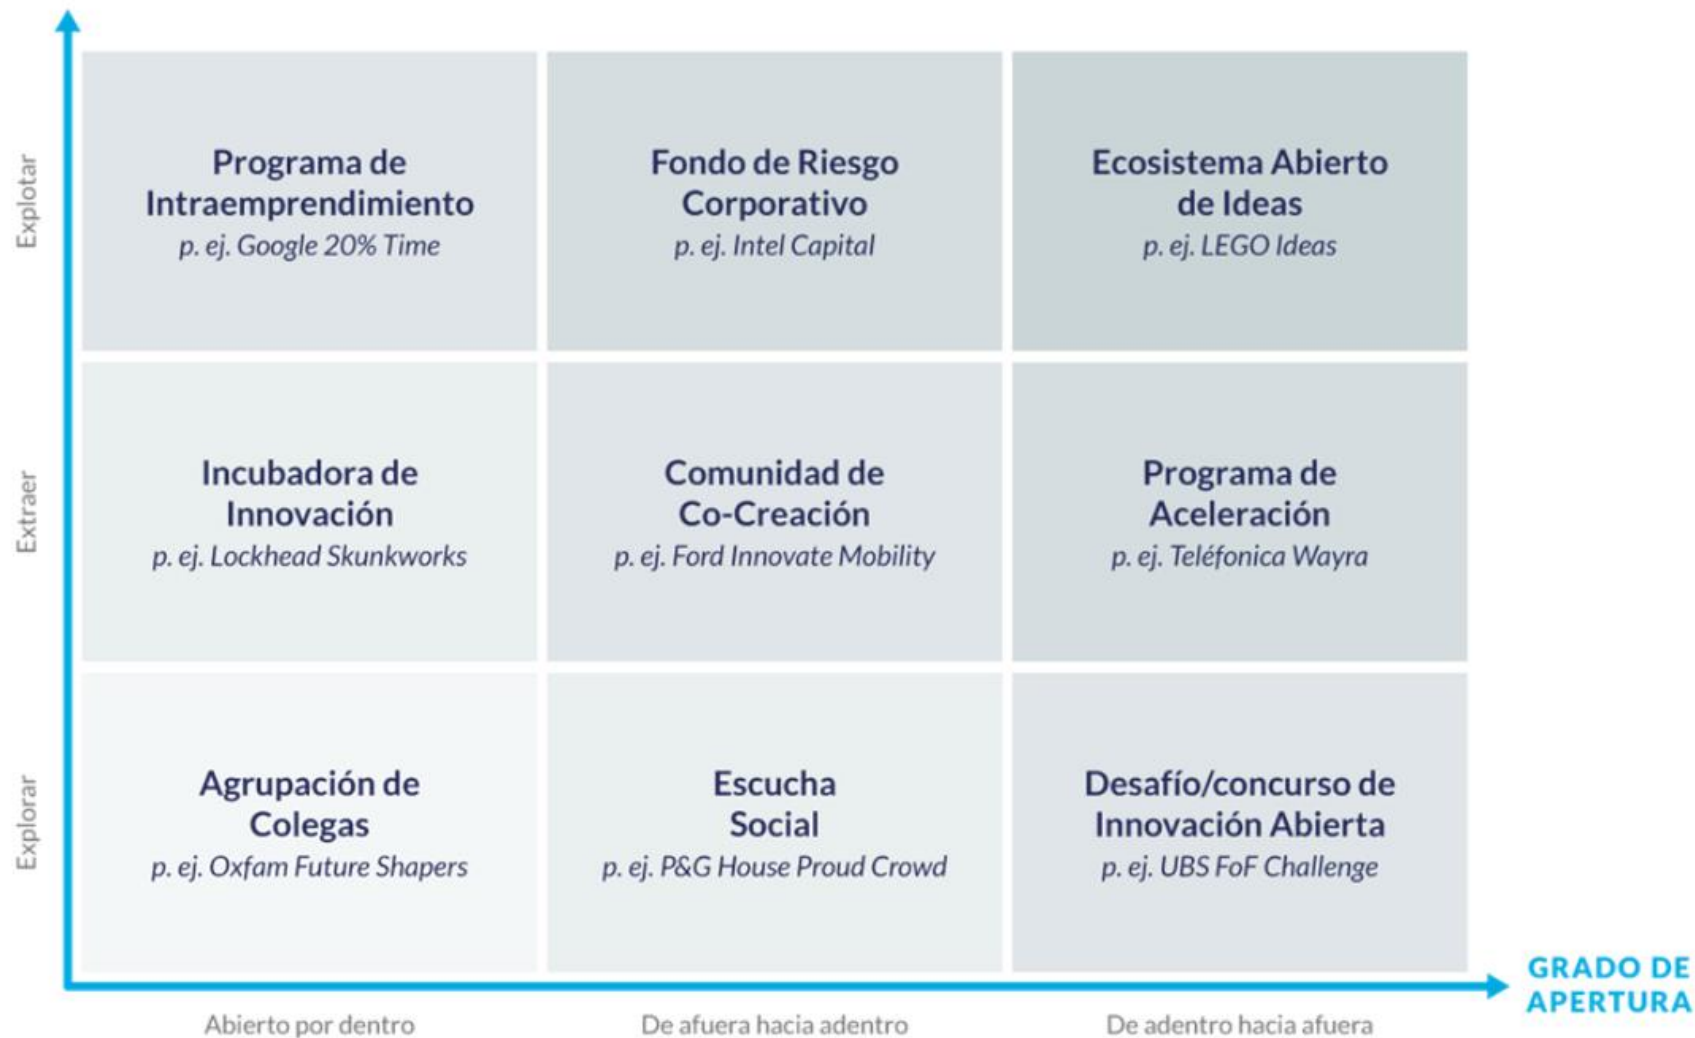 Explotar
Programa de
Intraemprendimiento
p. ej. Google 20% Time
Fondo de Riesgo
Corporativo
p. ej. Intel Capital
Ecosistema Abierto
de Ideas
p. ej. LEGO Ideas
Extraer
Incubadora de
Innovación
p. ej. Lockhead Skunkworks
Comunidad de
Co-Creación
p. ej. Ford Innovate Mobility
Programa de
Aceleración
p. ej. Teléfonica Wayra
Explorar
Agrupación de
Colegas
p. ej. Oxfam Future Shapers
Escucha
Social
p. ej. P&G House Proud Crowd
Desafío/concurso de
Innovación Abierta
p. ej. UBS FoF Challenge
GRADO DE
APERTURA
Abierto por dentro
De afuera hacia adentro
De adentro hacia afuera